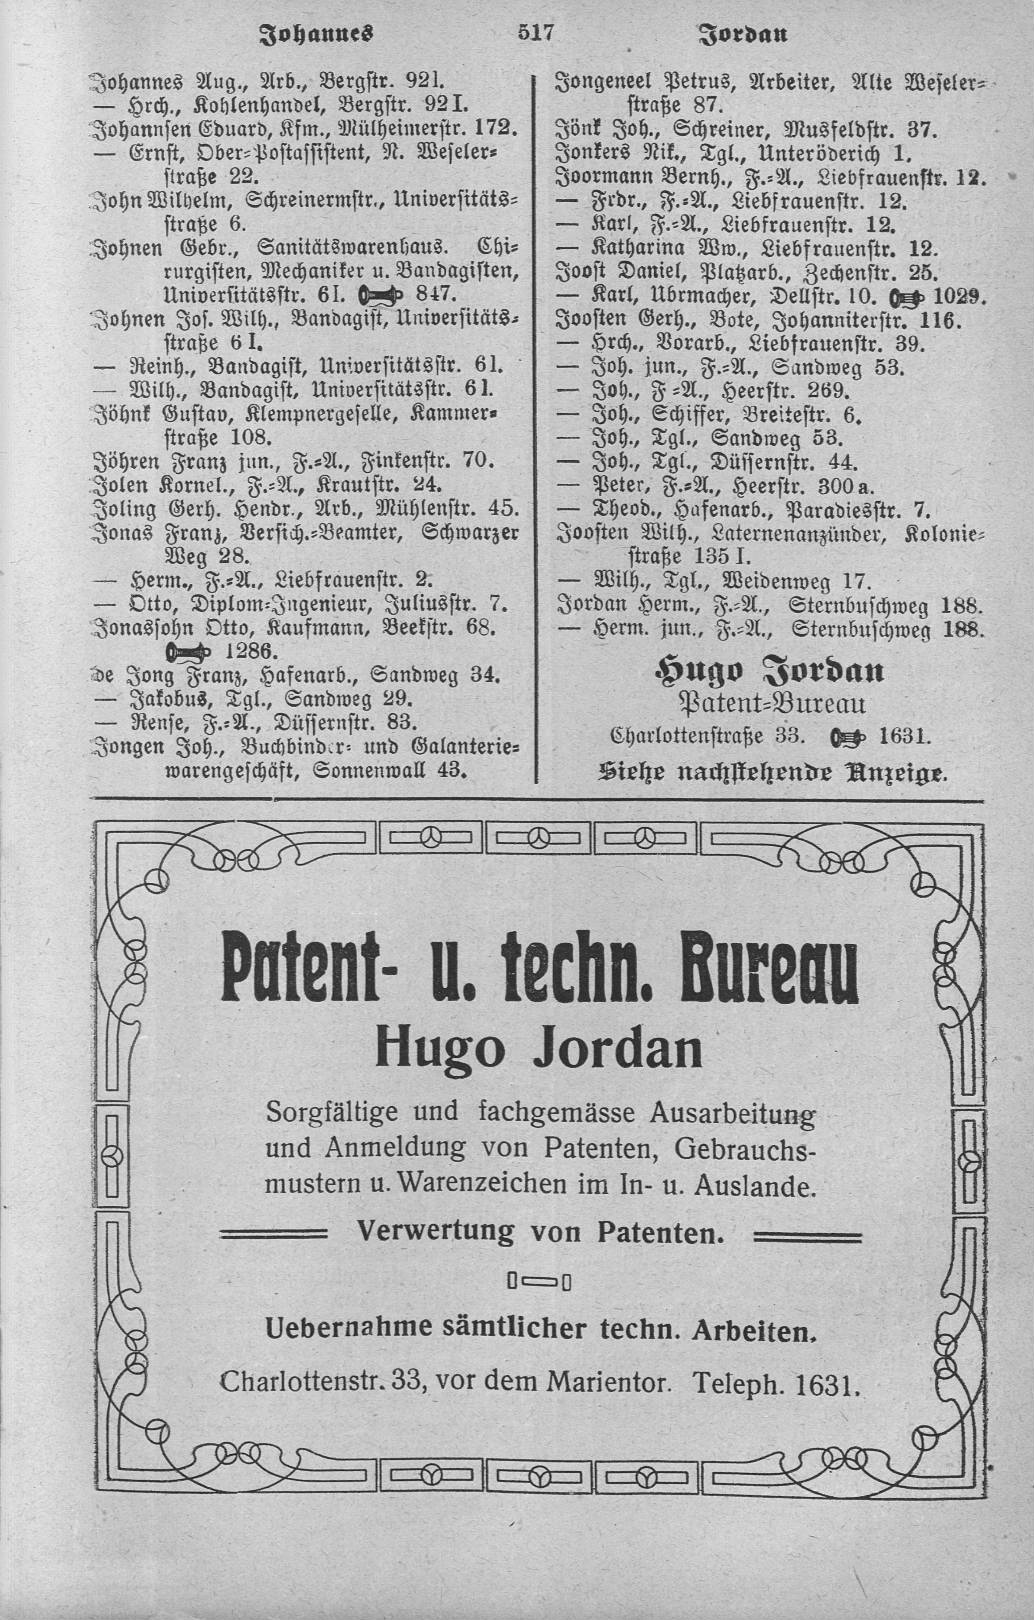 Johannes 517 Jordan
Johannes Aug., Arb., Bergstr. 92I.
— Hrch., Kohlenhandel, Bergstr. 92 I.
Johannsen Eduard, Kfm., Mülheimerstr. 172.
— Ernst, Ober-Postassistent, N. Weseler-
straße 22.
John Wilhelm, Schreinermstr., Universitäts-
straße 6.
Johnen Gebr., Sanitätswarenhaus. Chi-
rurgisten, Mechaniker u. Bandagisten,
Universitätsstr. 6 I. 847.
Johnen Jos. Wilh., Bandagist, Universitäts-
straße 6 I.
— Reinh., Bandagist, Universitätsstr. 6 I.
— Wilh., Bandagist, Universitätsstr. 6 I.
Jöhnk Gustav, Klempnergeselle, Kammer-
straße 108.
Jöhren Franz jun., F.-A., Finkenstr. 70.
Jolen Kornel., F.-A., Krautstr. 24.
Joling Gerh. Hendr., Arb., Mühlenstr. 45.
Jonas Franz, Versich.-Beamter, Schwarzer
Weg 28.
— Herm., F.-A., Liebfrauenstr. 2.
— Otto, Diplom-Ingenieur, Juliusstr. 7.
Jonassohn Otto, Kaufmann, Beekstr. 68.
1286.
de Jong Franz, Hafenarb., Sandweg 34.
— Jakobus, Tgl., Sandweg 29.
— Rense, F.-A., Düssernstr. 83.
Jongen Joh., Buchbinder- und Galanterie-
warengeschäft, Sonnenwall 43.
Jongeneel Petrus, Arbeiter, Alte Weseler-
straße 87.
Jönk Joh., Schreiner, Musfeldstr. 37.
Jonkers Nik., Tgl., Unteröderich 1.
Joormann Bernh., F.-A., Liebfrauenstr. 12.
— Frdr., F.-A., Liebfrauenstr. 12.
— Karl, F.-A., Liebfrauenstr. 12.
— Katharina Ww., Liebfrauenstr. 12.
Joost Daniel, Platzarb., Zechenstr. 25.
— Karl, Uhrmacher, Dellstr. 10. 1029.
Joosten Gerh., Bote, Johanniterstr. 116.
— Hrch., Vorarb., Liebfrauenstr. 39.
— Joh. jun., F.-A., Sandweg 53.
— Joh., F-A., Heerstr. 269.
— Joh., Schiffer, Breitestr. 6.
— Joh., Tgl., Sandweg 53.
— Joh., Tgl., Düssernstr. 44.
— Peter, F.-A., Heerstr. 300 a.
— Theod., Hafenarb., Paradiesstr. 7.
Joosten Wilh., Laternenanzünder, Kolonie-
straße 135 I.
— Wilh., Tgl., Weidenweg 17.
Jordan Herm., F.-A., Sternbuschweg 188.
— Herm. jun., F.-A., Sternbuschweg 188.
Hugo Jordan
Patent-Bureau
Charlottenstraße 33. 1631.
Siehe nachstehende Anzeige.
Patent- u. techn. Bureau
Hugo Jordan
Sorgfältige und fachgemässe Ausarbeitung
und Anmeldung von Patenten, Gebrauchs-
mustern u. Warenzeichen im In- u. Auslande.
Verwertung von Patenten.
Uebernahme sämtlicher techn. Arbeiten.
Charlottenstr. 33, vor dem Marientor. Teleph. 1631.